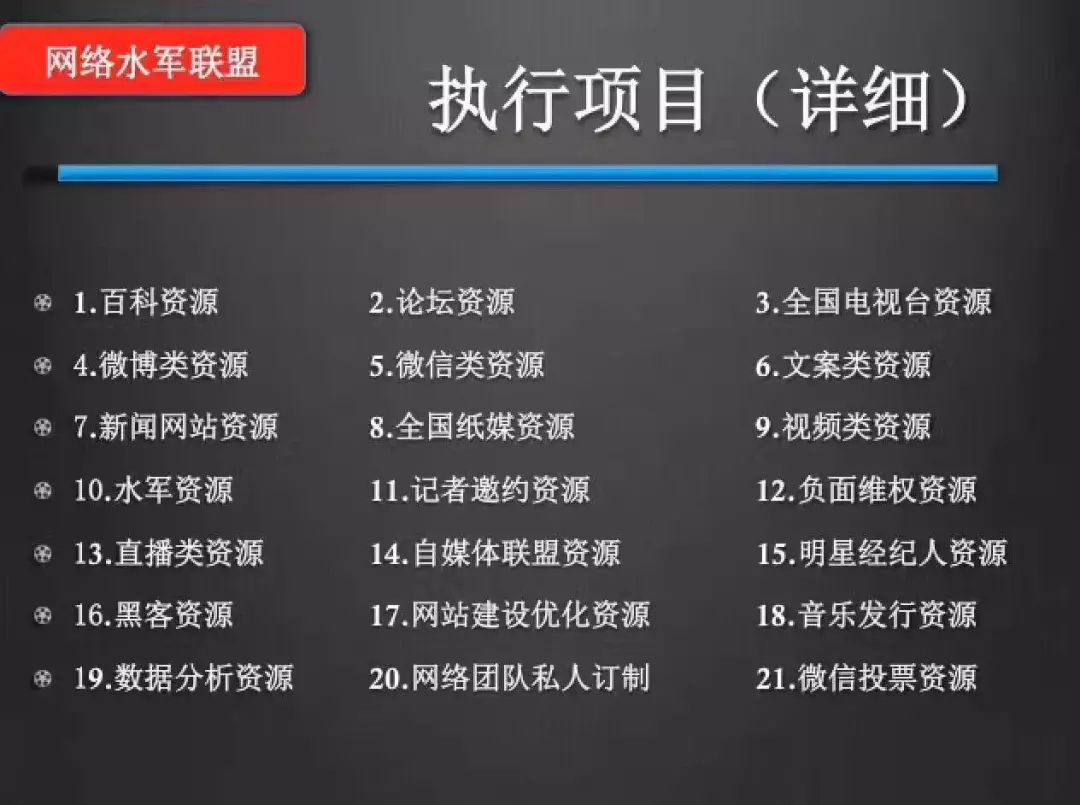 网络水军联盟
执行项目（详细）
1.百科资源 2.论坛资源 3.全国电视台资源
4.微博类资源 5.微信类资源 6.文案类资源
7.新闻网站资源 8.全国纸媒资源 9.视频类资源
10.水军资源 11.记者邀约资源 12.负面维权资源
13.直播类资源 14.自媒体联盟资源 15.明星经纪人资源
16.黑客资源 17.网站建设优化资源 18.音乐发行资源
19.数据分析资源 20.网络团队私人订制 21.微信投票资源